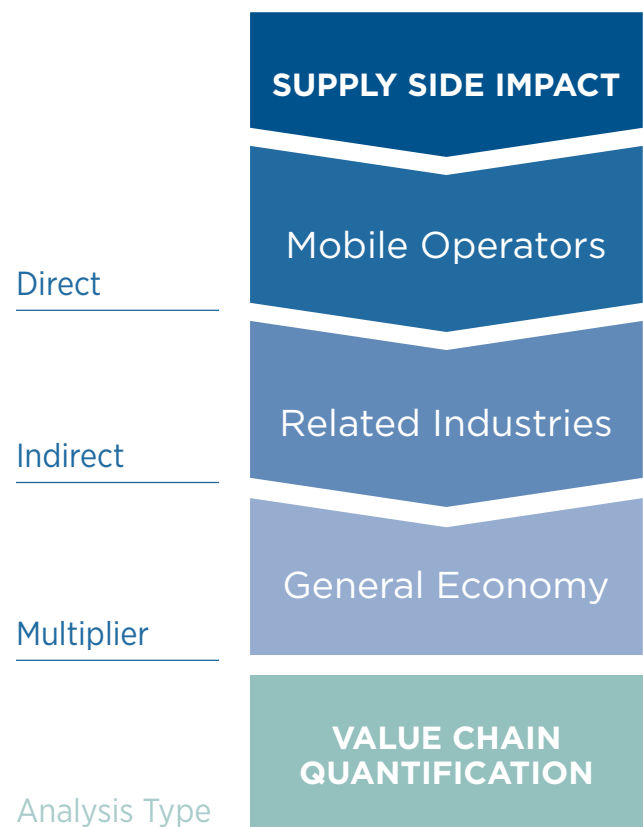 SUPPLY SIDE IMPACT
Mobile Operators
Direct
Related Industries
Indirect
General Economy
Multiplier
VALUE CHAIN
QUANTIFICATION
Analysis Type